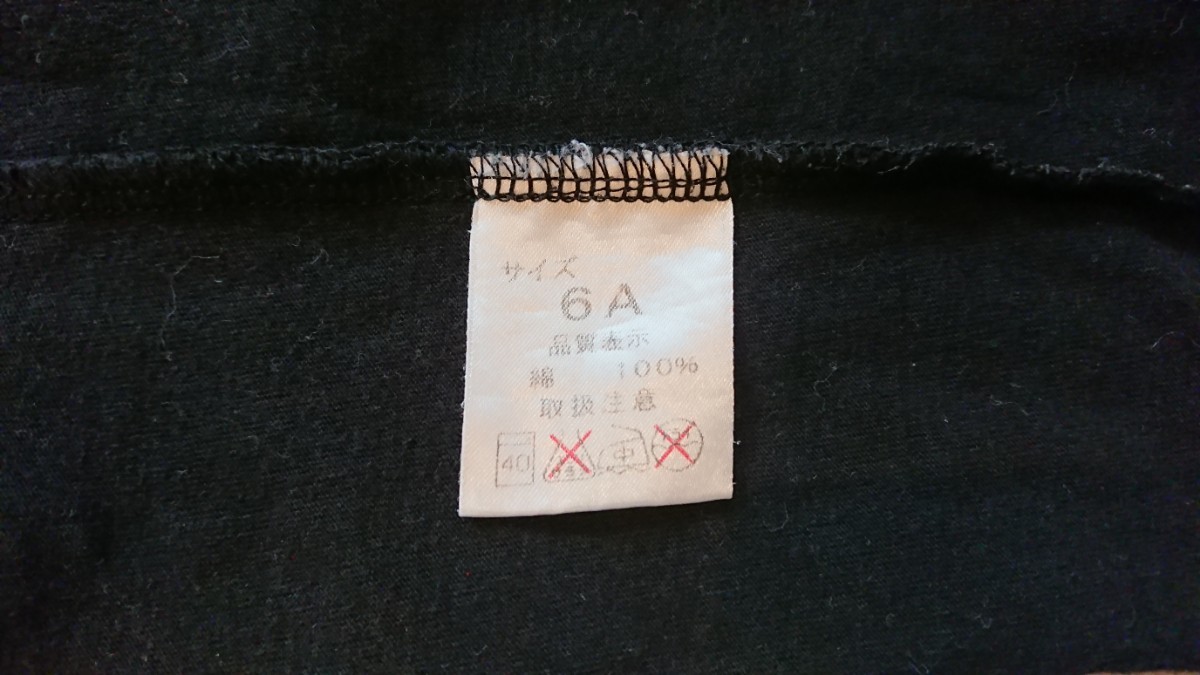 サイズ
6A
品質表示
綿 100%
取扱注意
40 中